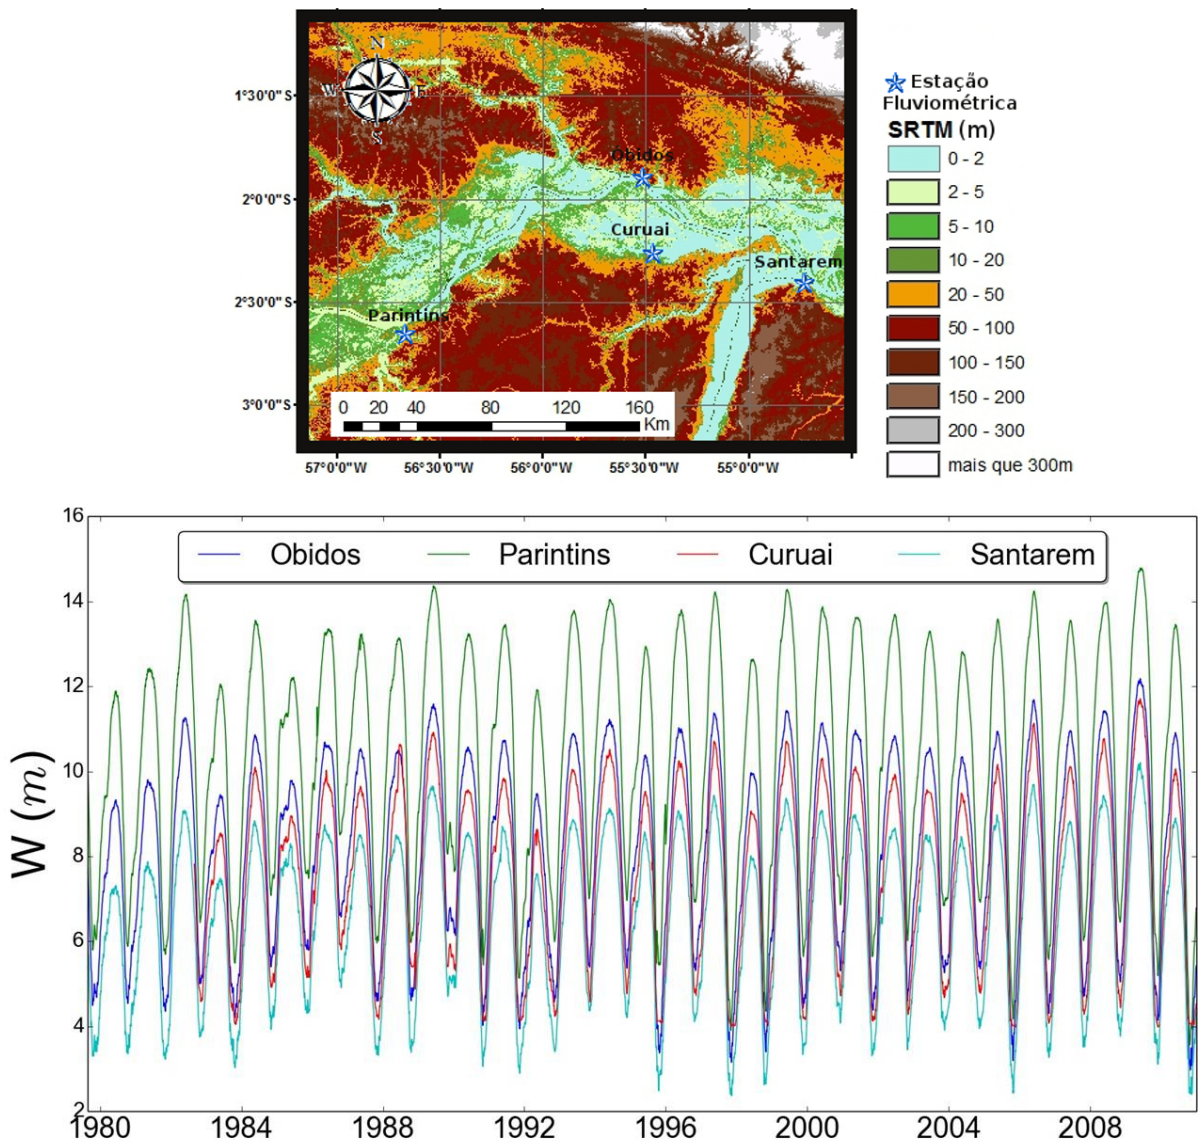 N
W E
S
1°30'0"S
2°0'0"S
2°30'0"S
3°0'0"S
Óbidos
Curuai
Santarem
Parintins
0 20 40 80 120 160
Km
57°0'0"W 56°30'0"W 56°0'0"W 55°30'0"W 55°0'0"W
Estação
Fluviométrica
SRTM (m)
0 - 2
2 - 5
5 - 10
10 - 20
20 - 50
50 - 100
100 - 150
150 - 200
200 - 300
mais que 300m
16
14
12
10
8
6
4
2
W (m)
Obidos Parintins Curuai Santarem
1980 1984 1988 1992 1996 2000 2004 2008